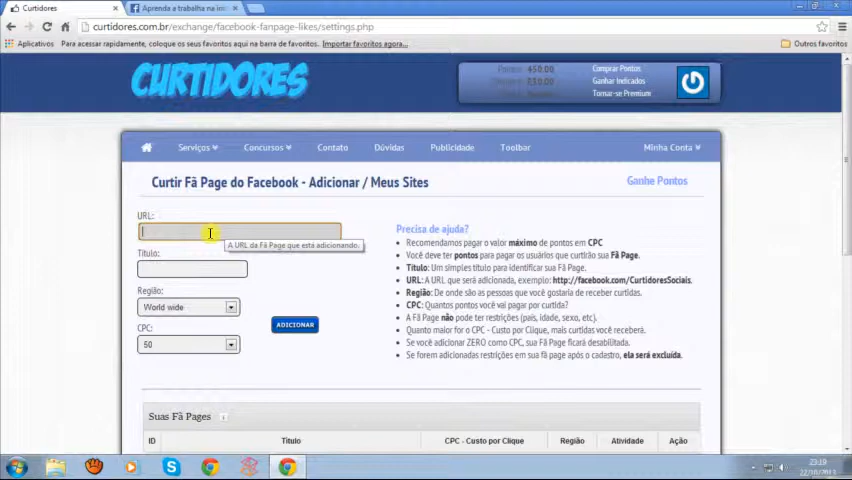 Curtidores
Aprenda a trabalha na int
curtidores.com.br/exchange/facebook-fanpage-likes/settings.php
Aplicativos Para acessar rapidamente, coloque os seus favoritos aqui na barra de favoritos. Importar favoritos agora... Outros favoritos
CURTIDORES
Pontos 450.00 Comprar Pontos
Ganhar Indicados
Tornar-se Premium
Serviços Concursos Contato Dúvidas Publicidade Toolbar Minha Conta
Curtir Fã Page do Facebook - Adicionar / Meus Sites Ganhe Pontos
URL:
A URL da Fã Page que está adicionando.
Título:
Região:
World wide
CPC:
50
ADICIONAR
Precisa de ajuda?
Recomendamos pagar o valor máximo de pontos em CPC
Você deve ter pontos para pagar os usuários que curtirão sua Fã Page.
Título: Um simples título para identificar sua Fã Page.
URL: A URL que será adicionada, exemplo: http://facebook.com/CurtidoresSociais.
Região: De onde são as pessoas que você gostaria de receber curtidas.
CPC: Quantos pontos você vai pagar por curtida?
A Fã Page não pode ter restrições (país, idade, sexo, etc).
Quanto maior for o CPC - Custo por Clique, mais curtidas você receberá.
Se você adicionar ZERO como CPC, sua Fã Page ficará desabilitada.
Se forem adicionadas restrições em sua fã page após o cadastro, ela será excluída.
Suas Fã Pages
ID Título CPC - Custo por Clique Região Atividade Ação
23:19
22/10/2013